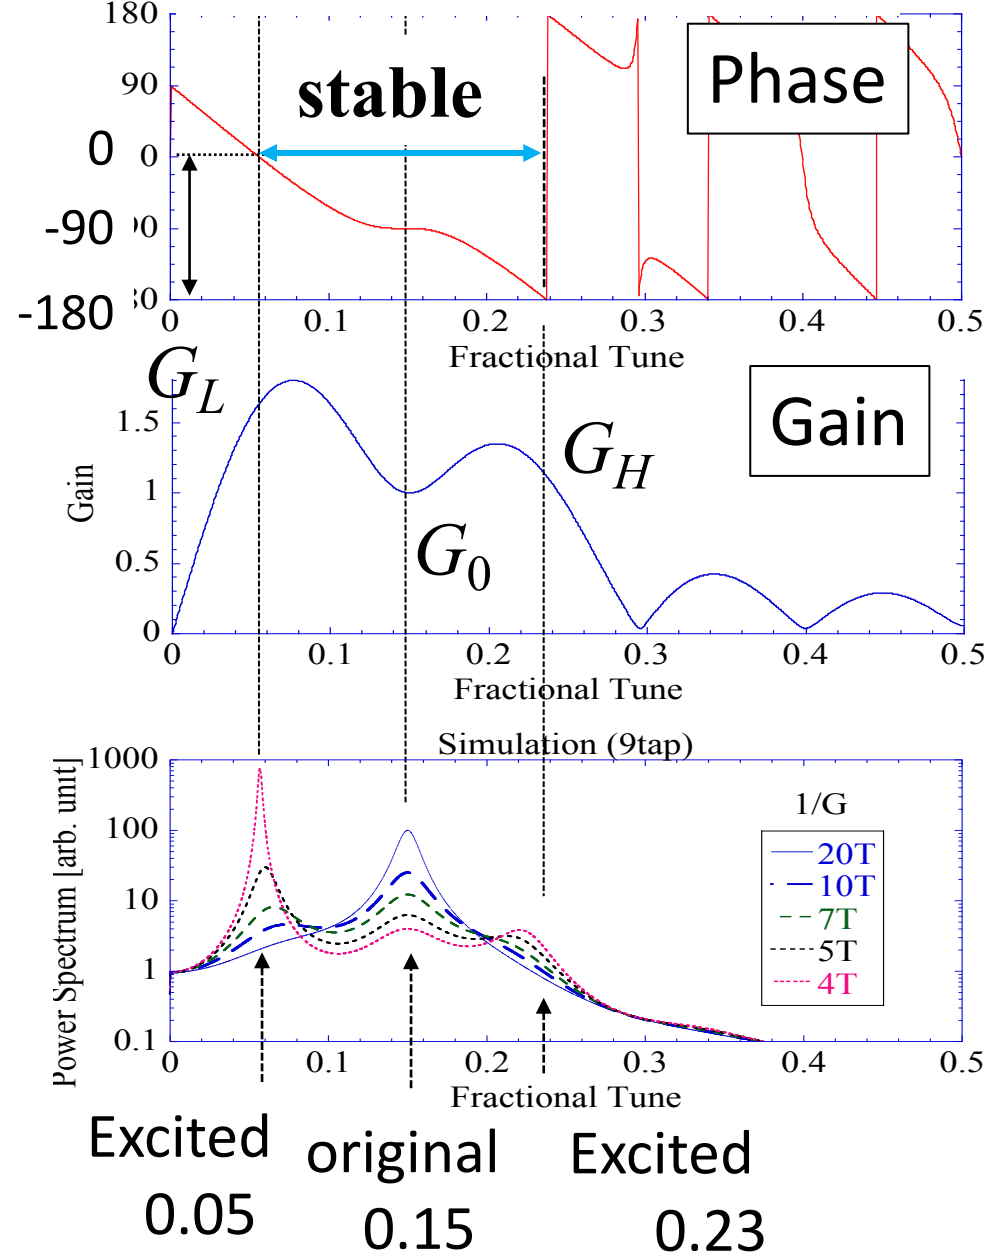 180
Phase
90
stable
0
0
-90
-180
0
0.1
0.2
0.3
0.4
0.5
Fractional Tune
G_L
Gain
1.5
G_H
Gain
1
G_0
0.5
0
0
0.1
0.2
0.3
0.4
0.5
Fractional Tune
Simulation (9tap)
1000
Power Spectrum [arb. unit]
1/G
100
20T
10T
10
7T
5T
1
4T
0.1
0
0.1
0.2
0.3
0.4
0.5
Fractional Tune
Excited
0.05
original
0.15
Excited
0.23